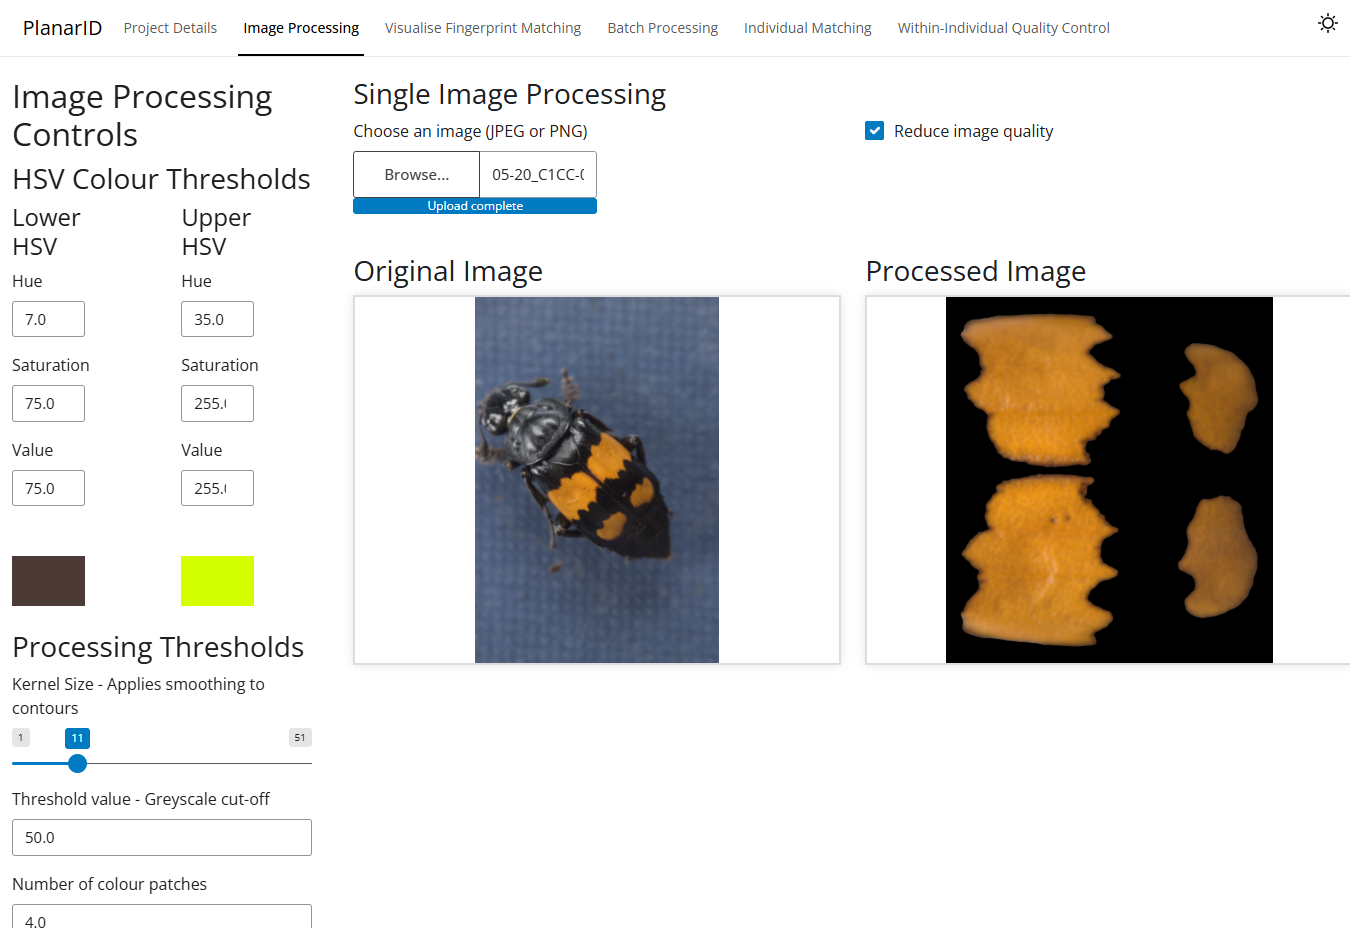 PlanarID Project Details Image Processing Visualise Fingerprint Matching Batch Processing Individual Matching Within-Individual Quality Control
Image Processing
Controls
HSV Colour Thresholds
Lower
HSV
Upper
HSV
Hue
Hue
7.0
35.0
Saturation
Saturation
75.0
255.
Value
Value
75.0
255.
Processing Thresholds
Kernel Size - Applies smoothing to
contours
1
11
51
Threshold value - Greyscale cut-off
50.0
Number of colour patches
4.0
Single Image Processing
Choose an image (JPEG or PNG)
Browse... 05-20_C1CC-0
Upload complete
Reduce image quality
Original Image
Processed Image